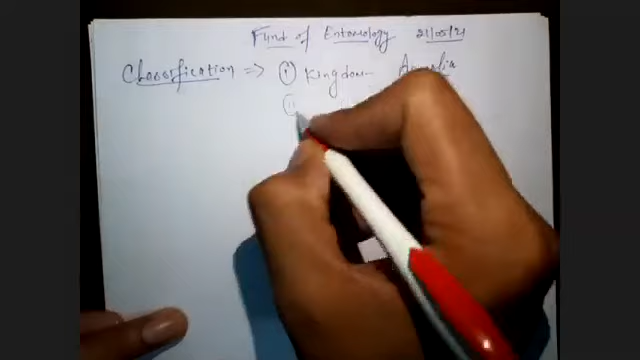 Fund of Entomology 21/05/21
Classification => (i) Kingdom - Animalia
(i